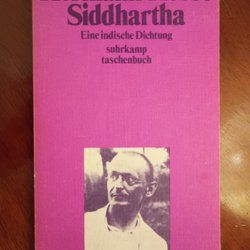 Siddhartha
Eine indische Dichtung
suhrkamp
taschenbuch